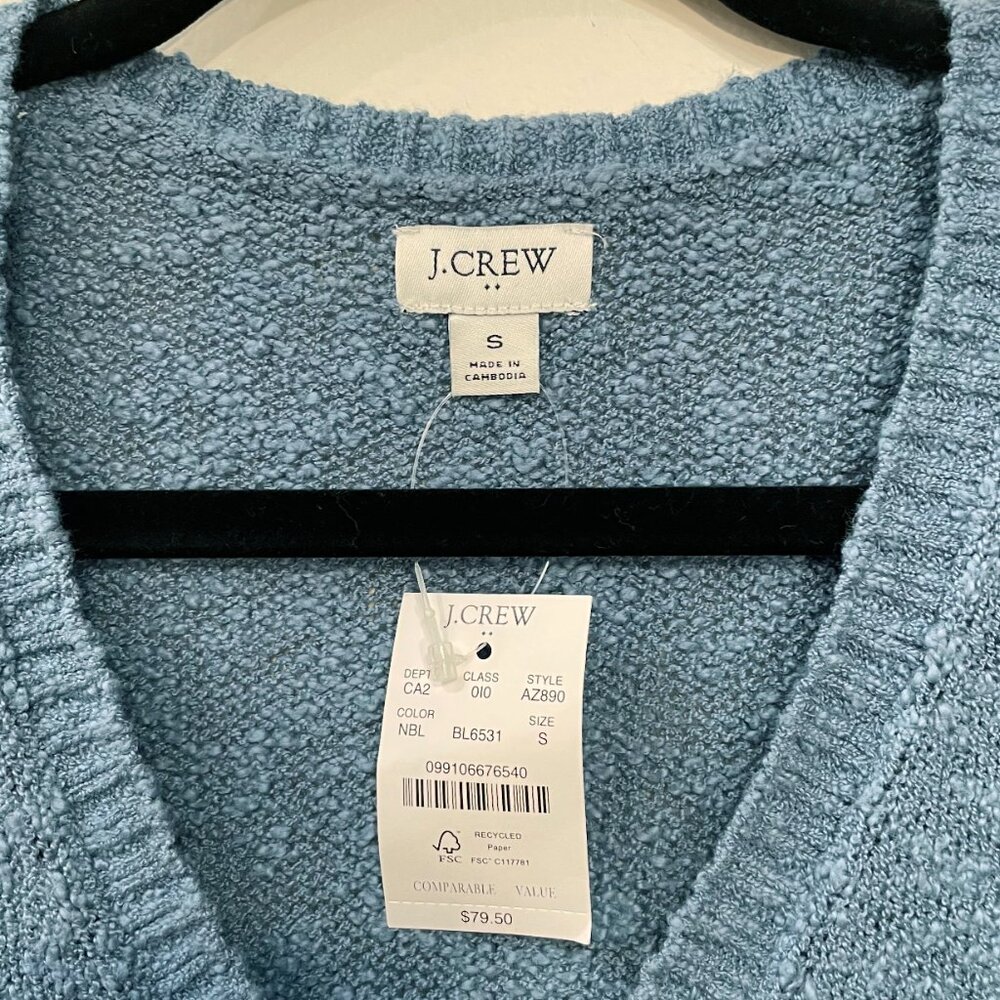 J.CREW
S
MADE IN
CAMBODIA
J.CREW
DEPT CLASS STYLE
CA2 0I0 AZ890
COLOR SIZE
NBL BL6531 S
099106676540
RECYCLED
Paper
FSC FSC® C117781
COMPARABLE VALUE
$79.50